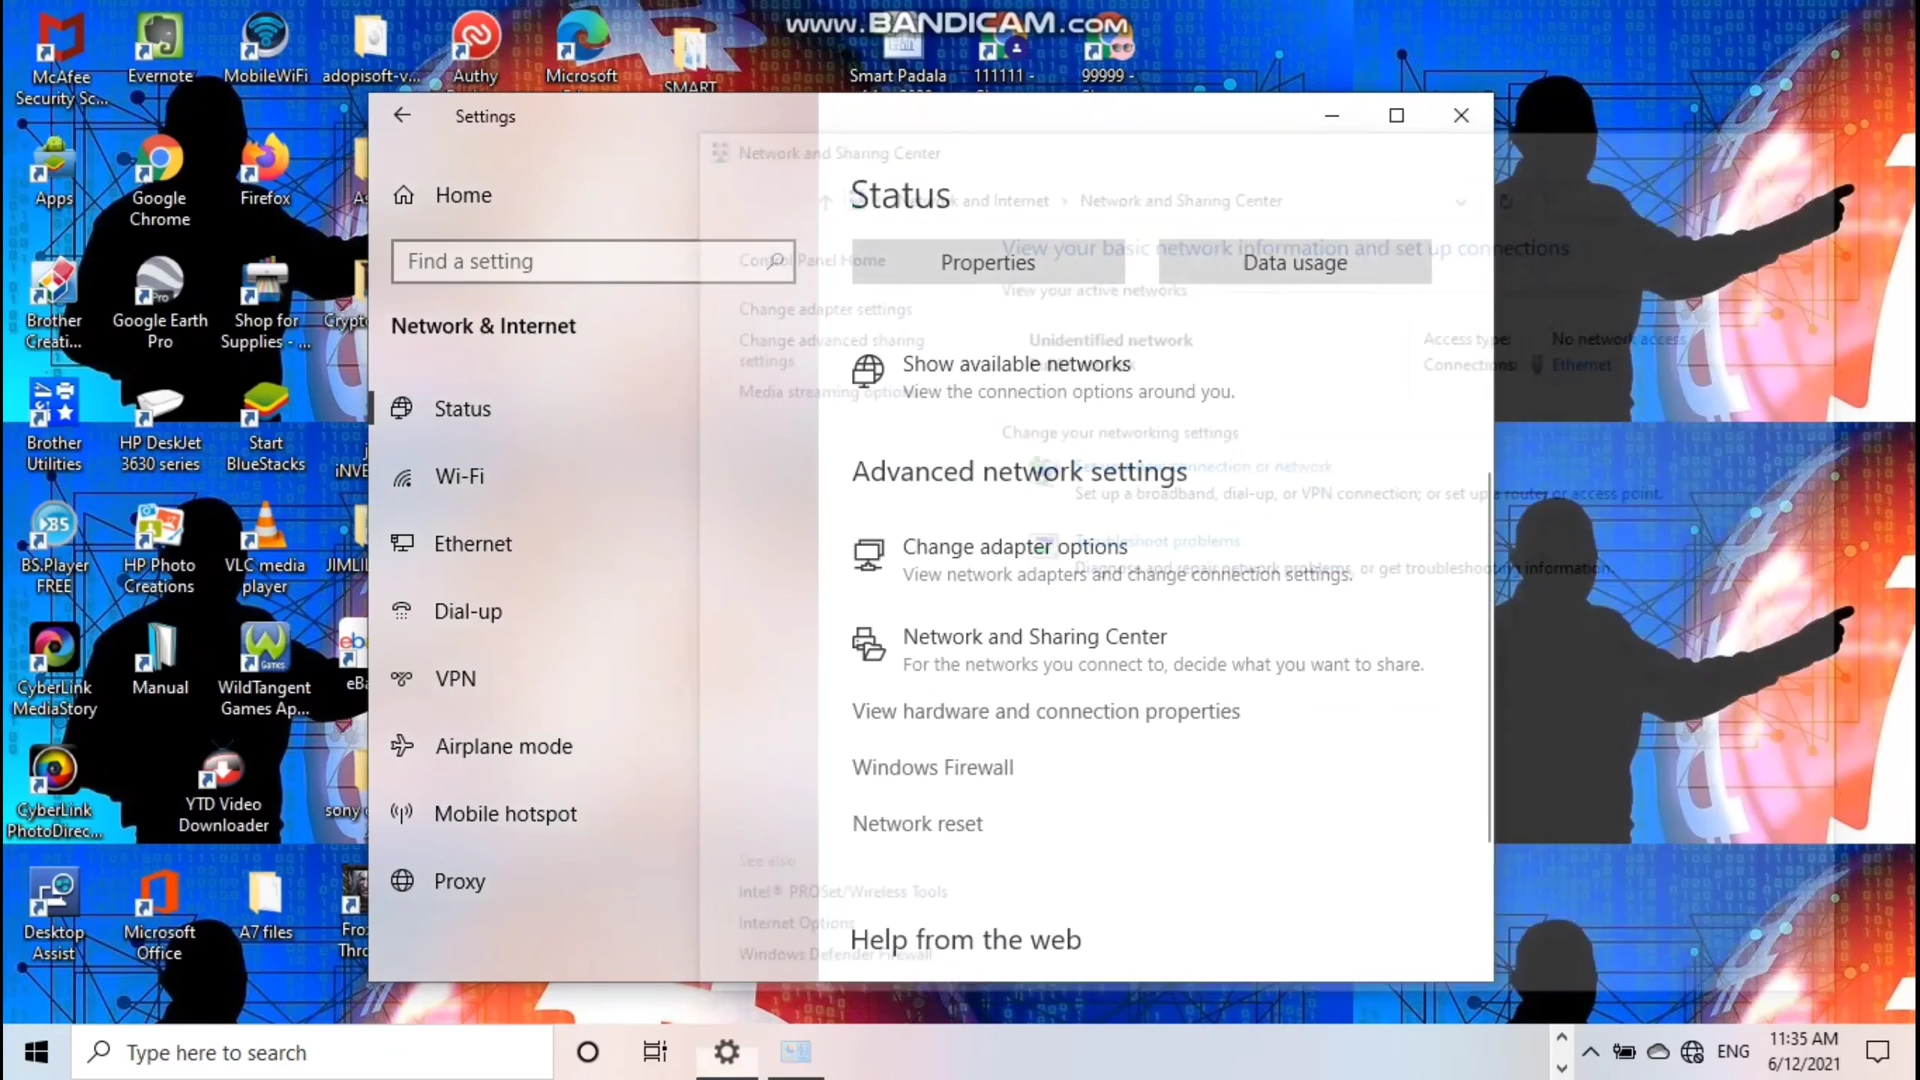 www.BANDICAM.com
McAfee
Security Sc...
Evernote
MobileWiFi
adopisoft-v...
Authy
Microsoft
SMART
Smart Padala
111111 -
99999 -
Apps
Google
Chrome
Firefox
Brother
Creati...
Google Earth
Pro
Shop for
Supplies - ...
Brother
Utilities
HP DeskJet
3630 series
Start
BlueStacks
BS.Player
FREE
HP Photo
Creations
VLC media
player
CyberLink
MediaStory
Manual
WildTangent
Games Ap...
CyberLink
PhotoDirec...
YTD Video
Downloader
Desktop
Assist
Microsoft
Office
A7 files
Settings
Home
Find a setting
Network & Internet
Status
Wi-Fi
Ethernet
Dial-up
VPN
Airplane mode
Mobile hotspot
Proxy
Status
Properties
Data usage
Show available networks
View the connection options around you.
Advanced network settings
Change adapter options
View network adapters and change connection settings.
Network and Sharing Center
For the networks you connect to, decide what you want to share.
View hardware and connection properties
Windows Firewall
Network reset
Help from the web
Network and Sharing Center
Network and Internet › Network and Sharing Center
Control Panel Home
Change adapter settings
Change advanced sharing
settings
Media streaming options
View your basic network information and set up connections
View your active networks
Unidentified network
Access type: No network access
Connections: Ethernet
Change your networking settings
Set up a new connection or network
Set up a broadband, dial-up, or VPN connection; or set up a router or access point.
Troubleshoot problems
Diagnose and repair network problems, or get troubleshooting information.
See also
Intel® PROSet/Wireless Tools
Internet Options
Windows Defender Firewall
Type here to search
ENG
11:35 AM
6/12/2021